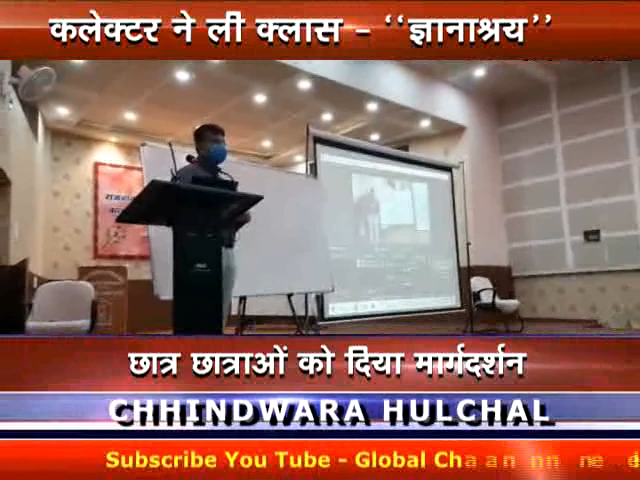 कलेक्टर ने ली क्लास – ‘‘ज्ञानाश्रय’’
छात्र छात्राओं को दिया मार्गदर्शन
CHHINDWARA HULCHAL
Subscribe You Tube - Global